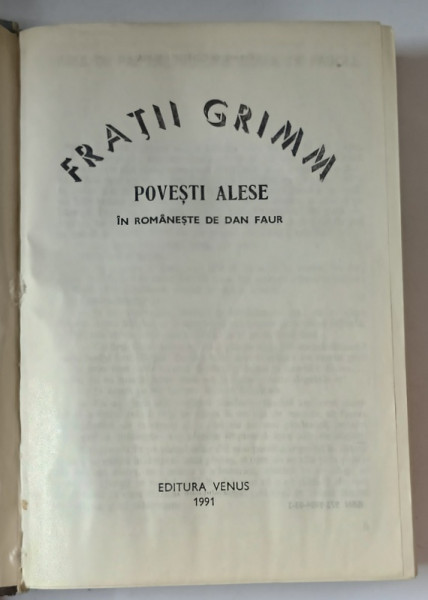 FRAȚII GRIMM
POVEȘTI ALESE
ÎN ROMÂNEȘTE DE DAN FAUR
EDITURA VENUS
1991